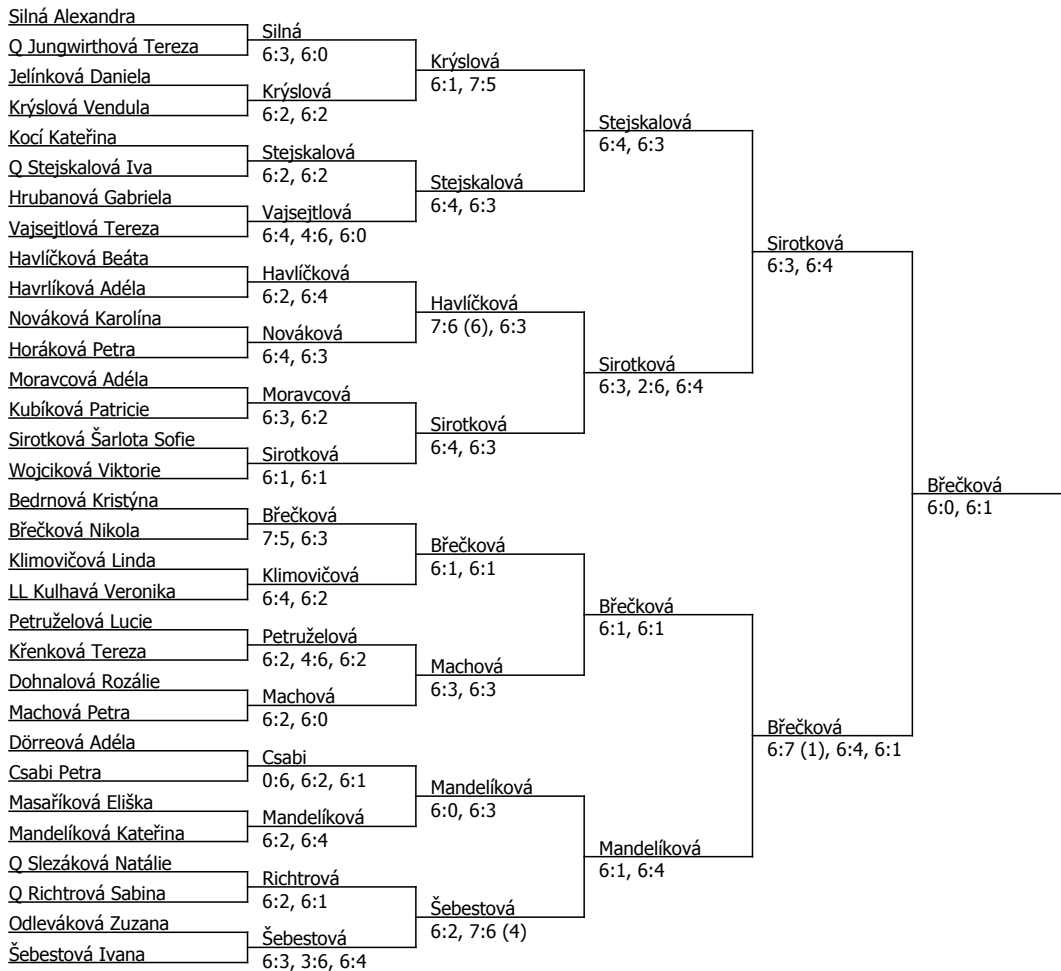 Silná Alexandra
Q Jungwirthová Tereza
Jelínková Daniela
Krýslová Vendula
Kocí Kateřina
Q Stejskalová Iva
Hrubanová Gabriela
Vajsejtlová Tereza
Havlíčková Beáta
Havrlíková Adéla
Nováková Karolína
Horáková Petra
Moravcová Adéla
Kubíková Patricie
Sirotková Šarlota Sofie
Wojciková Viktorie
Bedrnová Kristýna
Břečková Nikola
Klimovičová Linda
LL Kulhavá Veronika
Petruželová Lucie
Křenková Tereza
Dohnalová Rozálie
Machová Petra
Dörreová Adéla
Csabi Petra
Masaříková Eliška
Mandelíková Kateřina
Q Slezáková Natálie
Q Richtrová Sabina
Odleváková Zuzana
Šebestová Ivana
Silná
6:3, 6:0
Krýslová
6:2, 6:2
Stejskalová
6:2, 6:2
Vajsejtlová
6:4, 4:6, 6:0
Havlíčková
6:2, 6:4
Nováková
6:4, 6:3
Moravcová
6:3, 6:2
Sirotková
6:1, 6:1
Břečková
7:5, 6:3
Klimovičová
6:4, 6:2
Petruželová
6:2, 4:6, 6:2
Machová
6:2, 6:0
Csabi
0:6, 6:2, 6:1
Mandelíková
6:2, 6:4
Richtrová
6:2, 6:1
Šebestová
6:3, 3:6, 6:4
Krýslová
6:1, 7:5
Stejskalová
6:4, 6:3
Havlíčková
7:6 (6), 6:3
Sirotková
6:4, 6:3
Břečková
6:1, 6:1
Machová
6:3, 6:3
Mandelíková
6:0, 6:3
Šebestová
6:2, 7:6 (4)
Stejskalová
6:4, 6:3
Sirotková
6:3, 2:6, 6:4
Břečková
6:1, 6:1
Mandelíková
6:1, 6:4
Sirotková
6:3, 6:4
Břečková
6:7 (1), 6:4, 6:1
Břečková
6:0, 6:1